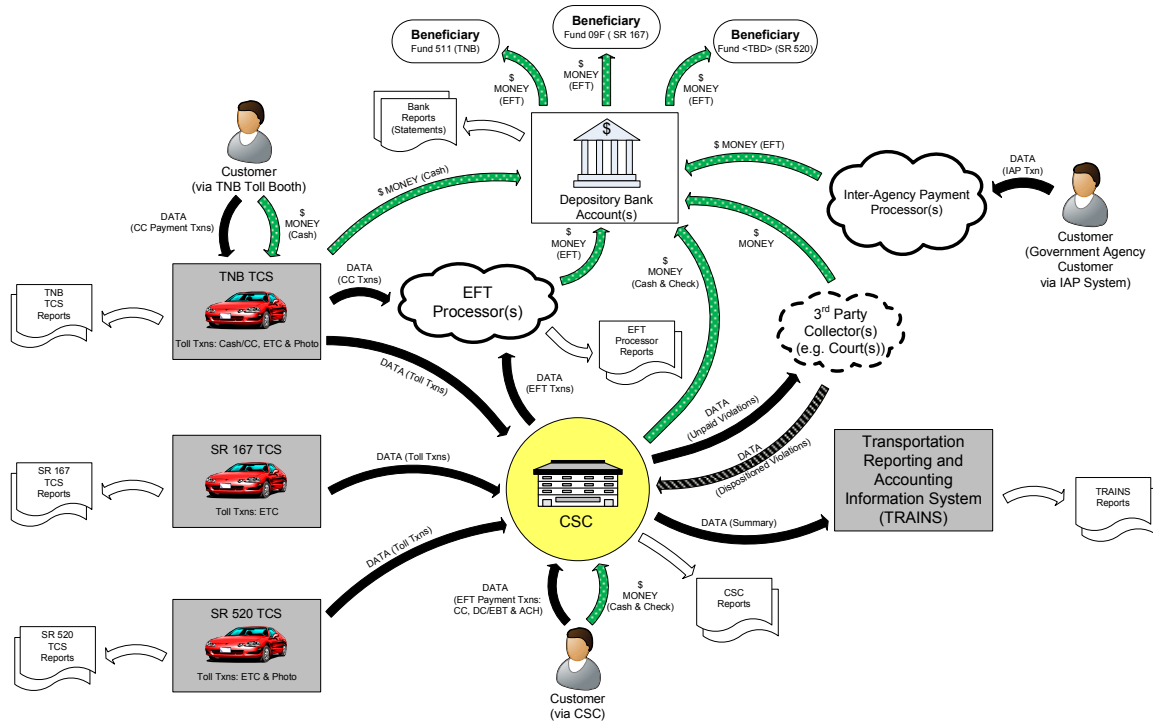 Beneficiary
Fund 511 (TNB)
Beneficiary
Fund 09F ( SR 167)
Beneficiary
Fund <TBD> (SR 520)
$
MONEY
(EFT)
$
MONEY
(EFT)
$
MONEY
(EFT)
Bank
Reports
(Statements)
$
Depository Bank
Account(s)
Customer
(via TNB Toll Booth)
DATA
(CC Payment Txns)
$
MONEY
(Cash)
$ MONEY (Cash)
$ MONEY (EFT)
Inter-Agency Payment
Processor(s)
DATA
(IAP Txn)
Customer
(Government Agency
Customer
via IAP System)
TNB
TCS
Reports
TNB TCS
Toll Txns: Cash/CC, ETC & Photo
DATA
(CC Txns)
EFT
Processor(s)
$
MONEY
(EFT)
$
MONEY
(Cash & Check)
$
MONEY
3rd Party
Collector(s)
(e.g. Court(s))
EFT
Processor
Reports
DATA (Toll Txns)
DATA
(EFT Txns)
DATA
(Unpaid Violations)
DATA
(Dispositioned Violations)
SR 167
TCS
Reports
SR 167 TCS
Toll Txns: ETC
DATA (Toll Txns)
CSC
Transportation
Reporting and
Accounting
Information System
(TRAINS)
TRAINS
Reports
DATA (Summary)
DATA (Toll Txns)
SR 520
TCS
Reports
SR 520 TCS
Toll Txns: ETC & Photo
DATA
(EFT Payment Txns:
CC, DC/EBT & ACH)
$
MONEY
(Cash & Check)
CSC
Reports
Customer
(via CSC)